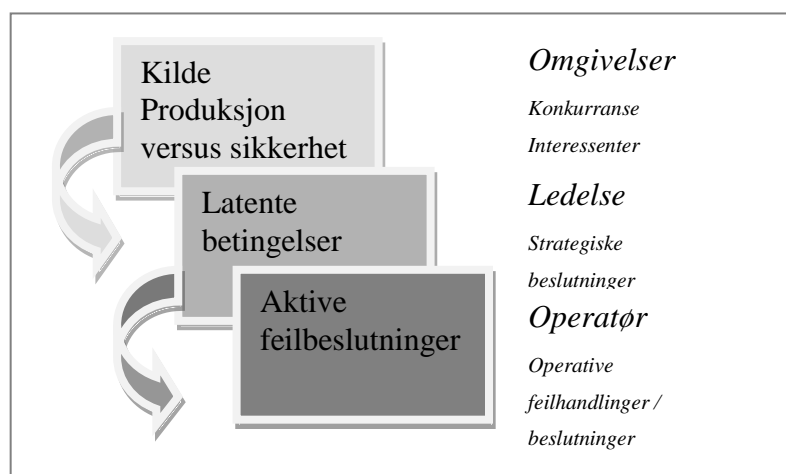 Kilde
Produksjon
versus sikkerhet
Omgivelser
Konkurranse
Interessenter
Latente
betingelser
Ledelse
Strategiske
beslutninger
Aktive
feilbeslutninger
Operatør
Operative
feilhandlinger /
beslutninger